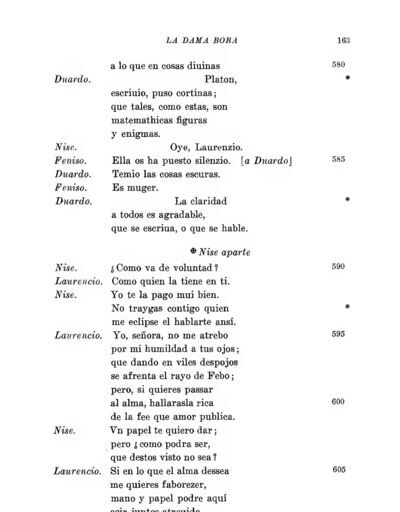 LA DAMA BOBA 163
a lo que en cosas diuinas 580
Duardo. Platon, *
escriuio, puso cortinas;
que tales, como estas, son
matemathicas figuras
y enigmas.
Nise. Oye, Laurenzio.
Feniso. Ella os ha puesto silenzio. [a Duardo] 585
Duardo. Temio las cosas escuras.
Feniso. Es muger.
Duardo. La claridad *
a todos es agradable,
que se escriua, o que se hable.
✠ Nise aparte
Nise. ¿Como va de voluntad? 590
Laurencio. Como quien la tiene en ti.
Nise. Yo te la pago mui bien.
No traygas contigo quien *
me eclipse el hablarte ansí.
Laurencio. Yo, señora, no me atrebo 595
por mi humildad a tus ojos;
que dando en viles despojos
se afrenta el rayo de Febo;
pero, si quieres passar
al alma, hallarasla rica 600
de la fee que amor publica.
Nise. Vn papel te quiero dar;
pero ¿como podra ser,
que destos visto no sea?
Laurencio. Si en lo que el alma dessea 605
me quieres faborezer,
mano y papel podre aquí
asir juntos atreuido